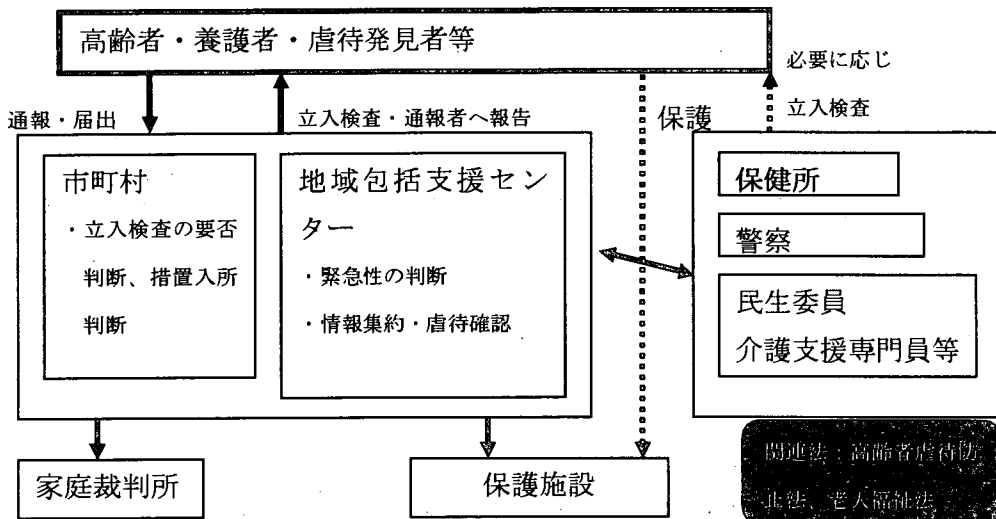 高齢者・養護者・虐待発見者等
必要に応じ
通報・届出
立入検査・通報者へ報告
保護
立入検査
市町村
・立入検査の要否
判断、措置入所
判断
地域包括支援セン
ター
・緊急性の判断
・情報集約・虐待確認
保健所
警察
民生委員
介護支援専門員等
家庭裁判所
保護施設
関連法:高齢者虐待防
止法、老人福祉法